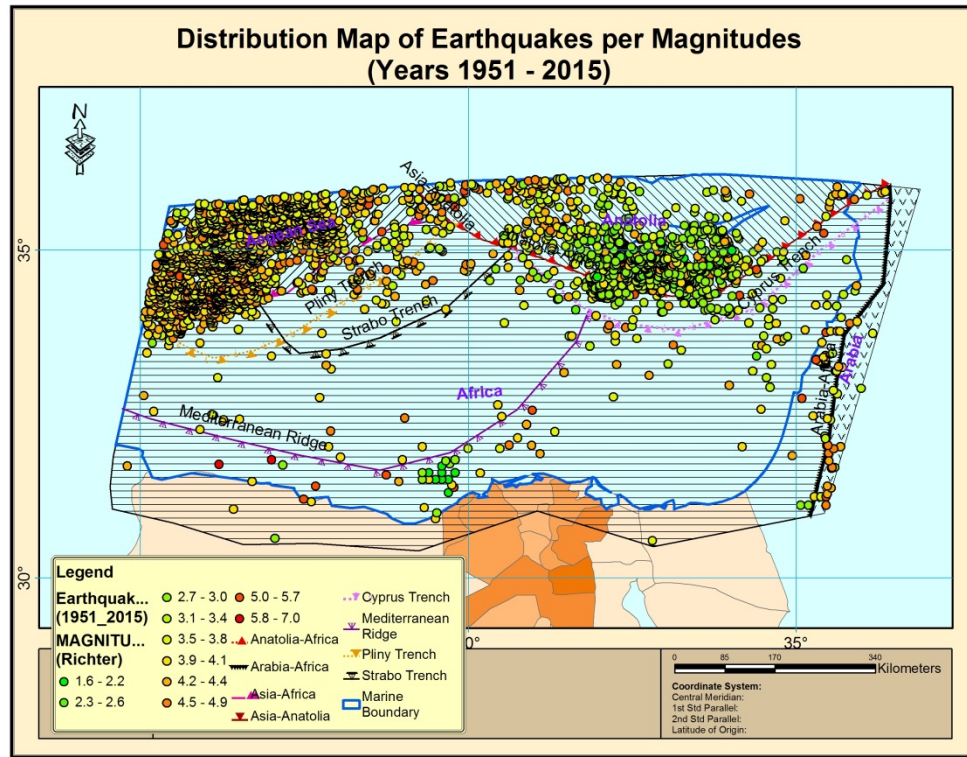 Distribution Map of Earthquakes per Magnitudes
(Years 1951 - 2015)
N
Aegean Sea
Anatolia
35°
Pliny Trench
Strabo Trench
Cyprus Trench
Africa
Arabia-Africa
Arabia
Mediterranean Ridge
30°
35°
Legend
Earthquak...
(1951_2015)
MAGNITU...
(Richter)
1.6 - 2.2
2.3 - 2.6
2.7 - 3.0
3.1 - 3.4
3.5 - 3.8
3.9 - 4.1
4.2 - 4.4
4.5 - 4.9
5.0 - 5.7
5.8 - 7.0
Anatolia-Africa
Arabia-Africa
Asia-Africa
Asia-Anatolia
Cyprus Trench
Mediterranean
Ridge
Pliny Trench
Strabo Trench
Marine
Boundary
0 85 170 340
Kilometers
Coordinate System:
Central Meridian:
1st Std Parallel:
2nd Std Parallel:
Latitude of Origin: